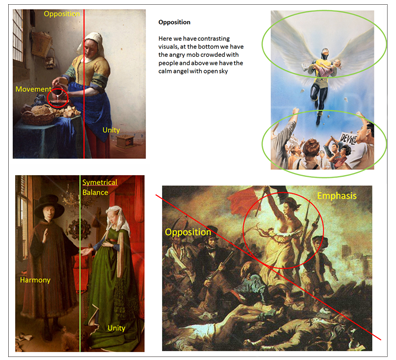 Opposition
Movement
Unity
Opposition
Here we have contrasting
visuals, at the bottom we have
the angry mob crowded with
people and above we have the
calm angel with open sky
Symetrical
Balance
Harmony
Unity
Emphasis
Opposition